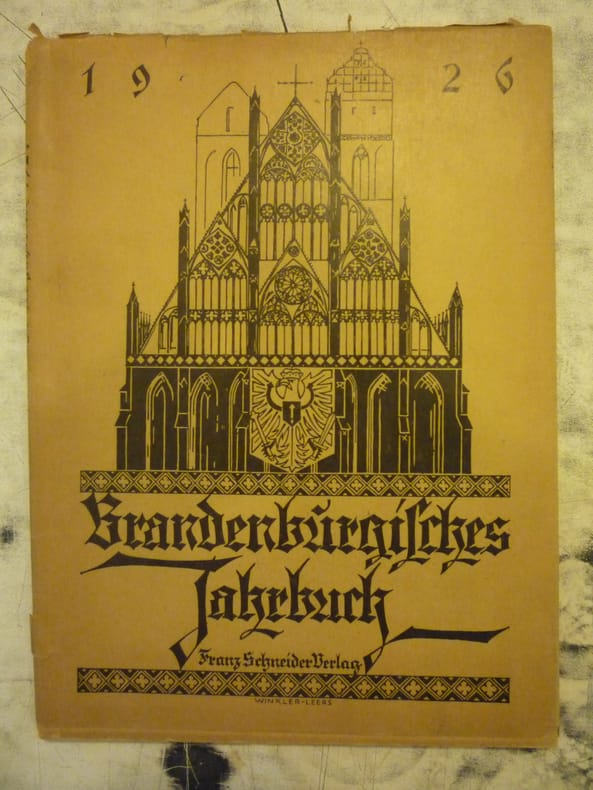 1926
Brandenburgiſches
Jahrbuch
Franz Schneider Verlag
WINKLER-LEERS